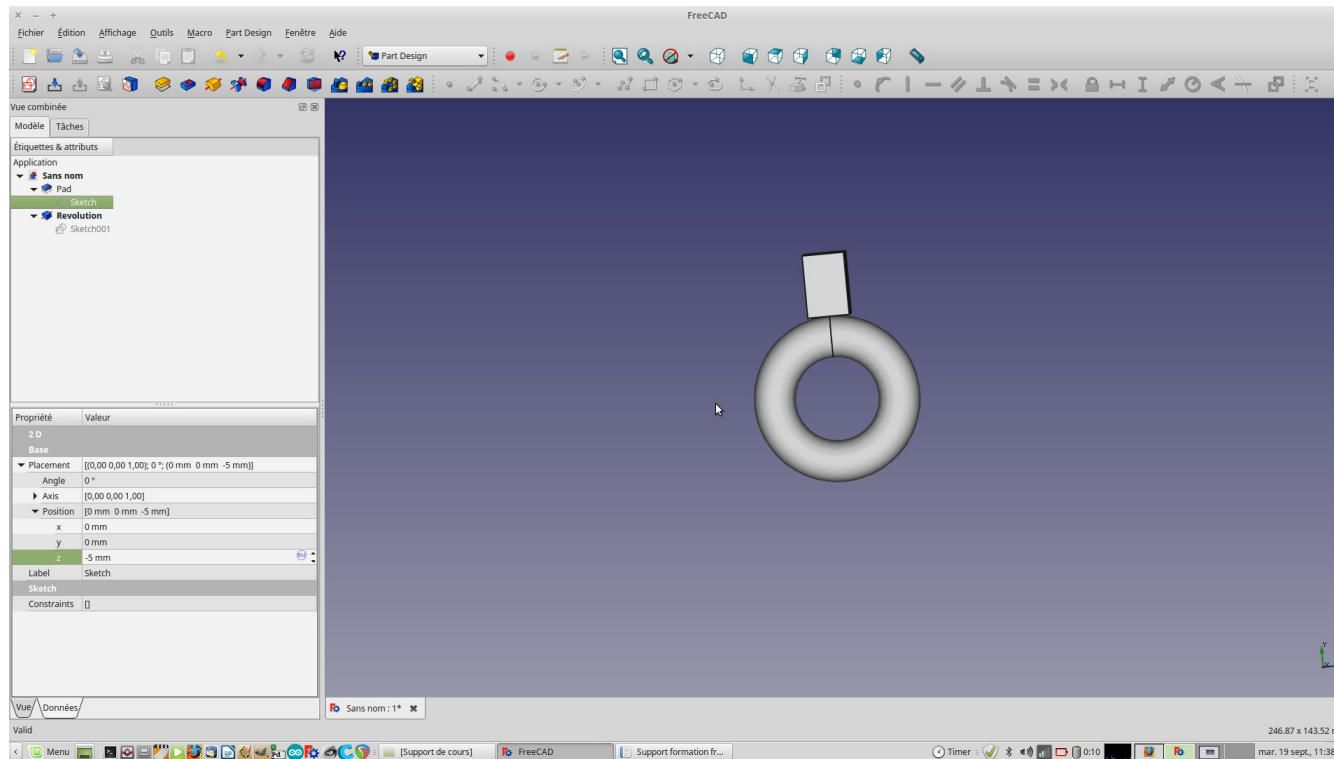 FreeCAD
Fichier Édition Affichage Outils Macro Part Design Fenêtre Aide
Part Design
Vue combinée
Modèle Tâches
Étiquettes & attributs
Application
Sans nom
Pad
Sketch
Revolution
Sketch001
Propriété Valeur
2 D
Base
Placement [(0,00 0,00 1,00); 0 °; (0 mm 0 mm -5 mm)]
Angle 0 °
Axis [0,00 0,00 1,00]
Position [0 mm 0 mm -5 mm]
x 0 mm
y 0 mm
z -5 mm
Label Sketch
Sketch
Constraints []
Y
X
Vue Données
Sans nom : 1*
Valid
246.87 x 143.52
Menu [Support de cours] FreeCAD Support formation fr... Timer 0:10 mar. 19 sept., 11:38